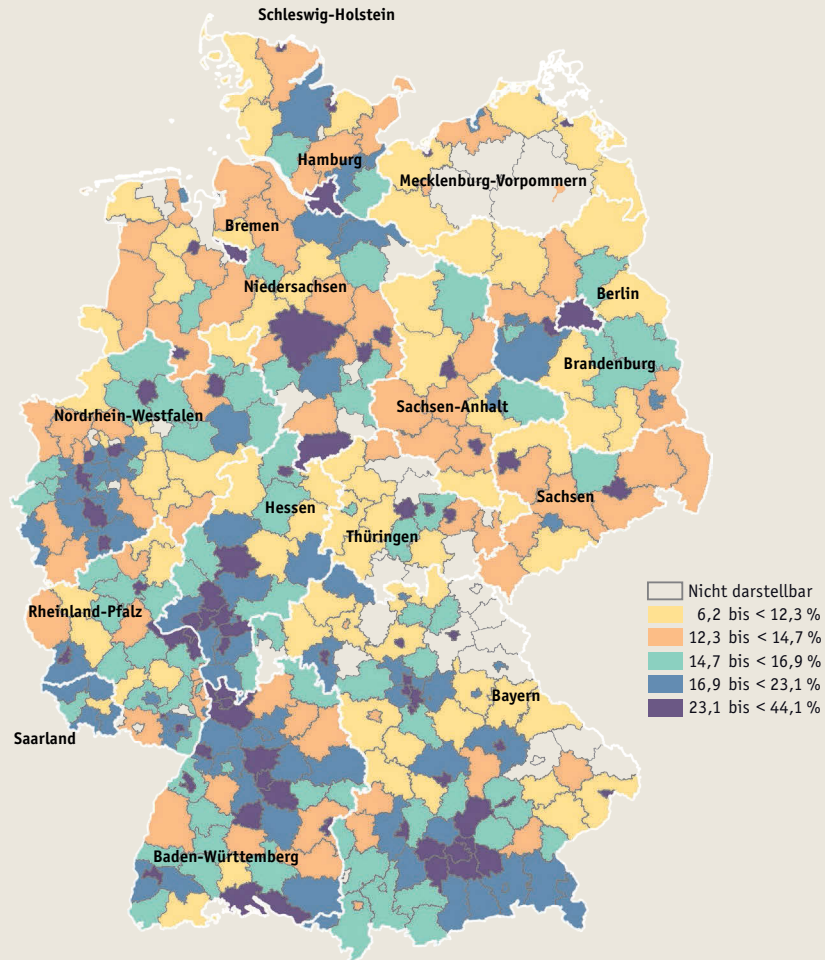 Schleswig-Holstein
Hamburg
Mecklenburg-Vorpommern
Bremen
Niedersachsen
Berlin
Brandenburg
Nordrhein-Westfalen
Sachsen-Anhalt
Hessen
Sachsen
Thüringen
Rheinland-Pfalz
Nicht darstellbar
6,2 bis < 12,3 %
12,3 bis < 14,7 %
14,7 bis < 16,9 %
16,9 bis < 23,1 %
23,1 bis < 44,1 %
Bayern
Saarland
Baden-Württemberg